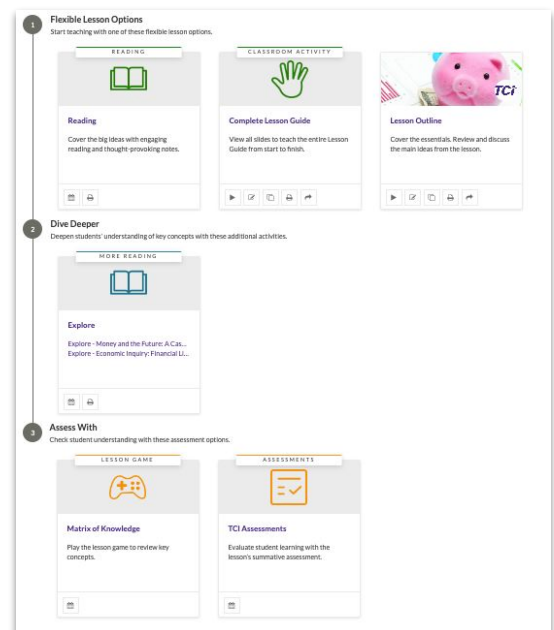 1
Flexible Lesson Options
Start teaching with one of these flexible lesson options.
READING
Reading
Cover the big ideas with engaging
reading and thought-provoking notes.
CLASSROOM ACTIVITY
Complete Lesson Guide
View all slides to teach the entire Lesson
Guide from start to finish.
TCi
Lesson Outline
Cover the essentials. Review and discuss
the main ideas from the lesson.
2
Dive Deeper
Deepen students' understanding of key concepts with these additional activities.
MORE READING
Explore
Explore - Money and the Future: A Cas...
Explore - Economic Inquiry: Financial Li...
3
Assess With
Check student understanding with these assessment options.
LESSON GAME
Matrix of Knowledge
Play the lesson game to review key
concepts.
ASSESSMENTS
TCI Assessments
Evaluate student learning with the
lesson's summative assessment.